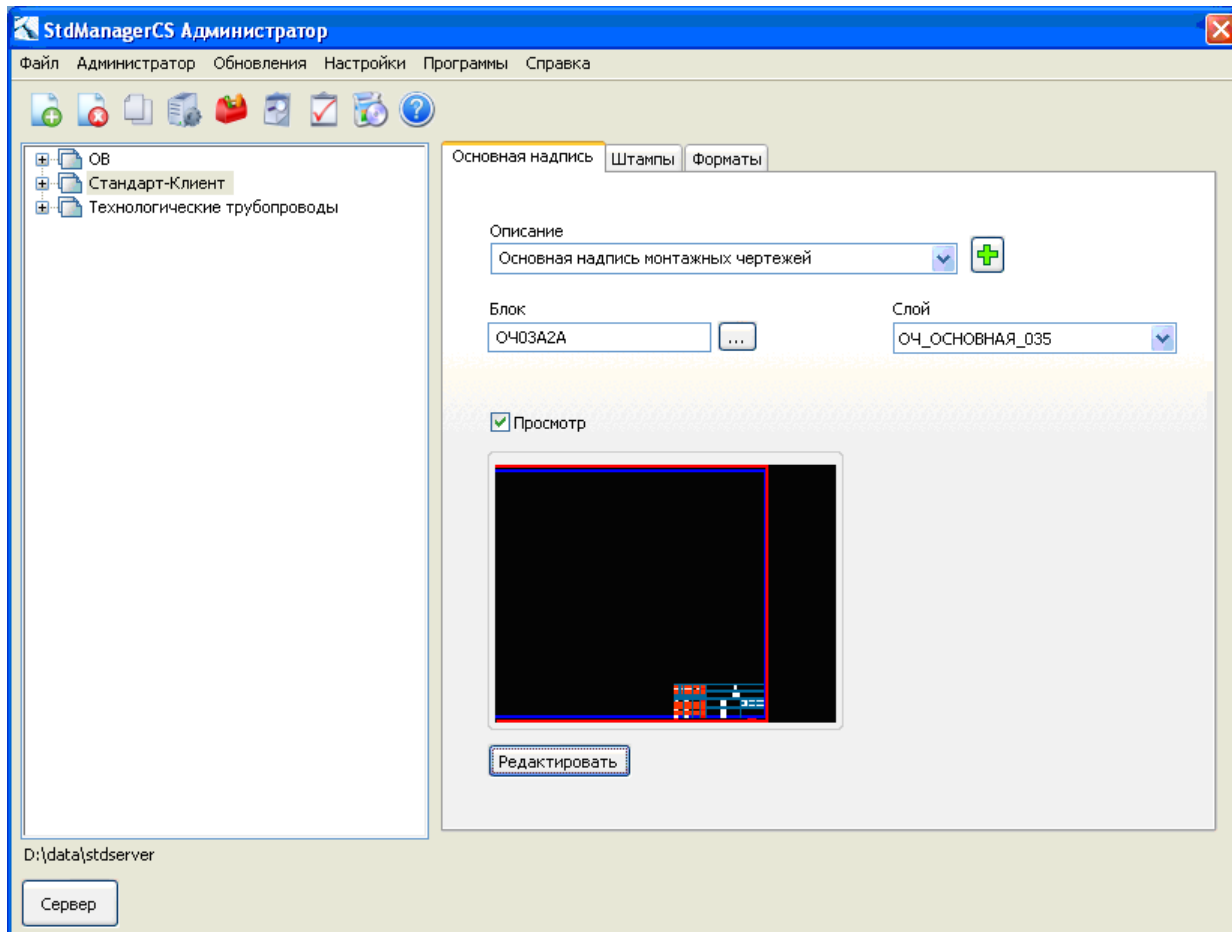 StdManagerCS Администратор
Файл Администратор Обновления Настройки Программы Справка
ОВ
Стандарт-Клиент
Технологические трубопроводы
Основная надпись Штампы Форматы
Описание
Основная надпись монтажных чертежей
Блок Слой
ОЧ03А2А ... ОЧ_ОСНОВНАЯ_035
Просмотр
Редактировать
D:\data\stdserver
Сервер